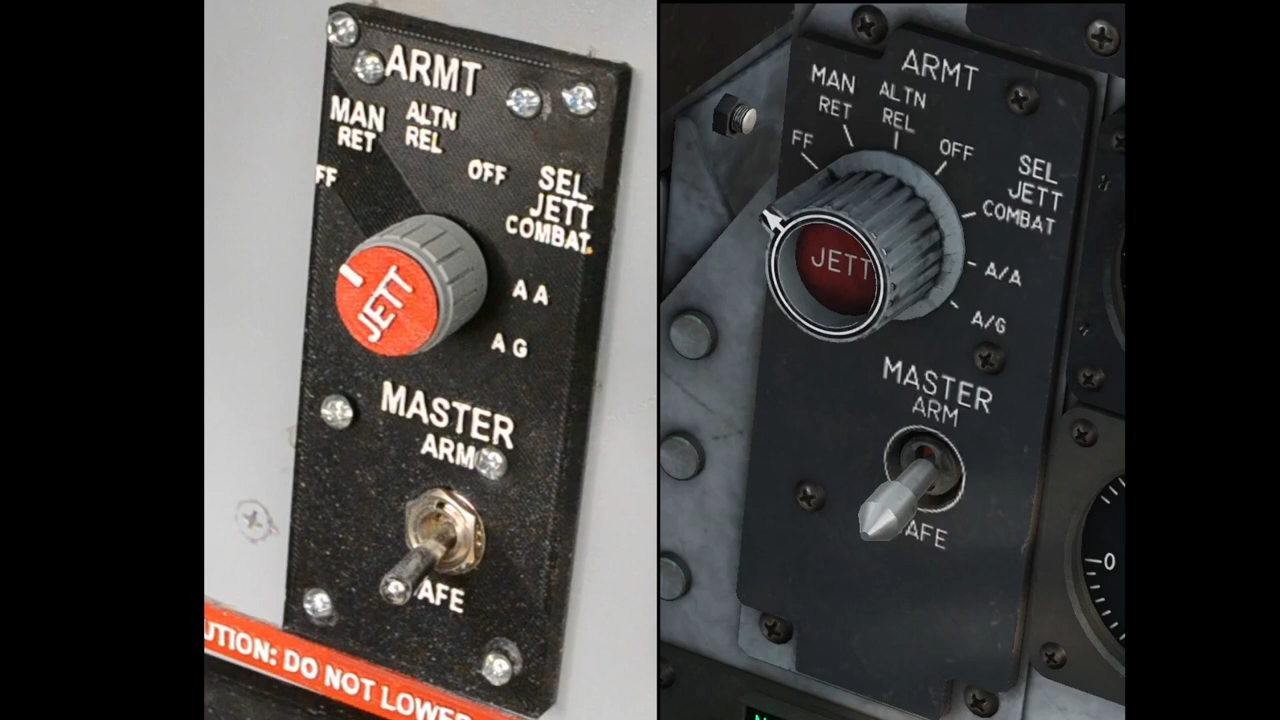 ARMT
MAN
RET
ALTN
REL
FF
OFF
SEL
JETT
COMBAT
JETT
A A
A G
MASTER
ARM
AFE
UTION: DO NOT LOWER
ARMT
MAN
RET
ALTN
REL
FF
OFF
SEL
JETT
COMBAT
JETT
A/A
A/G
MASTER
ARM
AFE
0